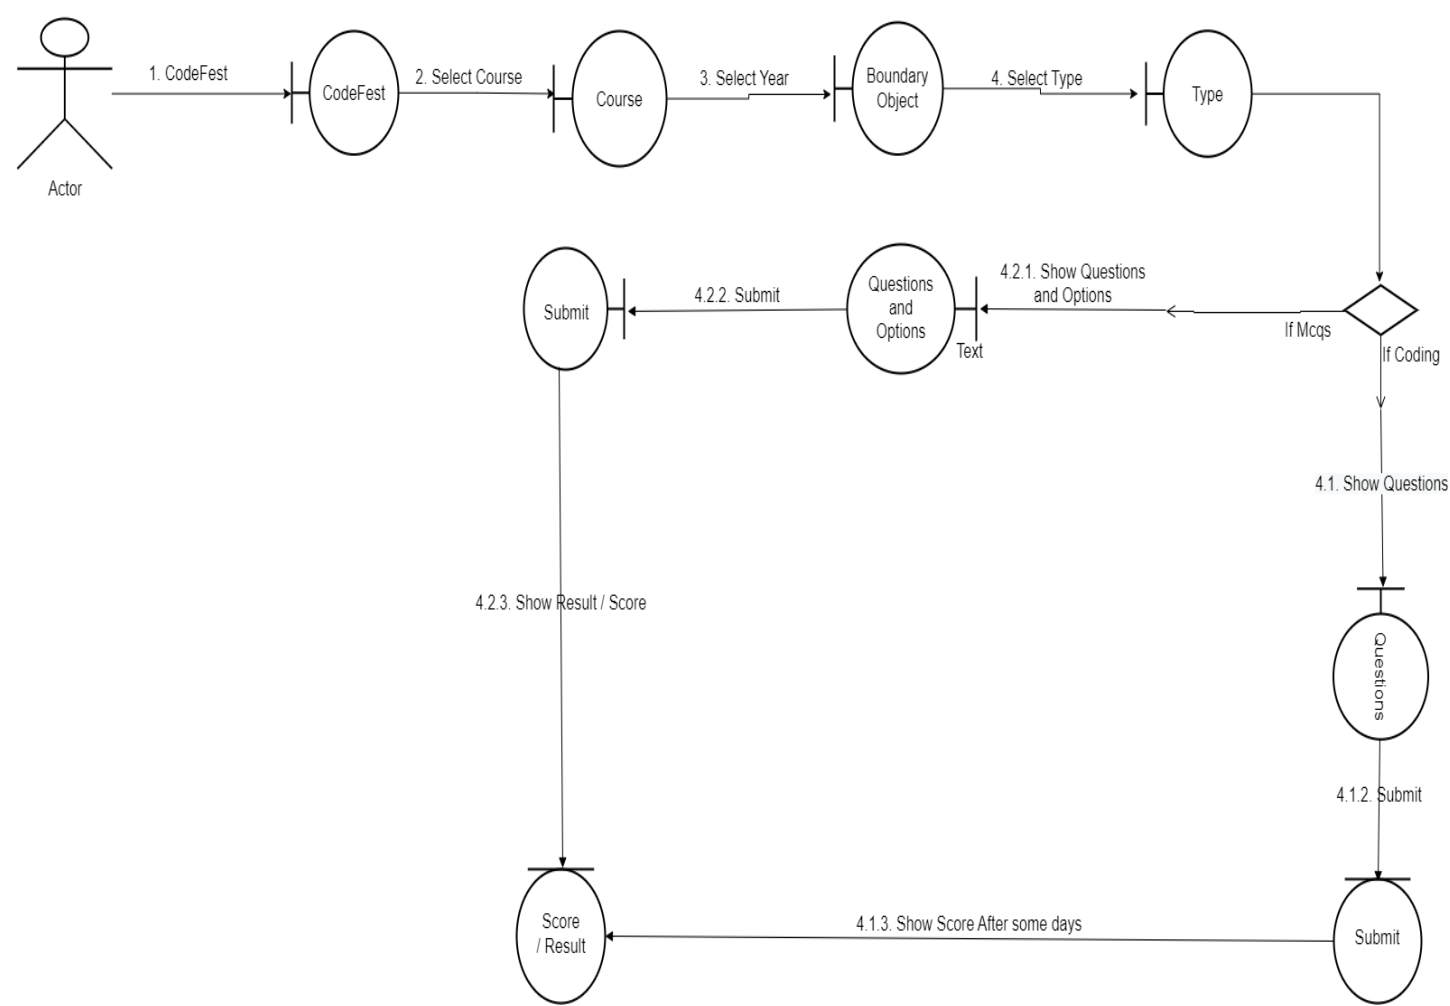 1. CodeFest
CodeFest
2. Select Course
Course
3. Select Year
Boundary
Object
4. Select Type
Type
Actor
Submit
4.2.2. Submit
Questions
and
Options
Text
4.2.1. Show Questions
and Options
If Mcqs
If Coding
4.1. Show Questions
4.2.3. Show Result / Score
Questions
4.1.2. Submit
Score
/ Result
4.1.3. Show Score After some days
Submit